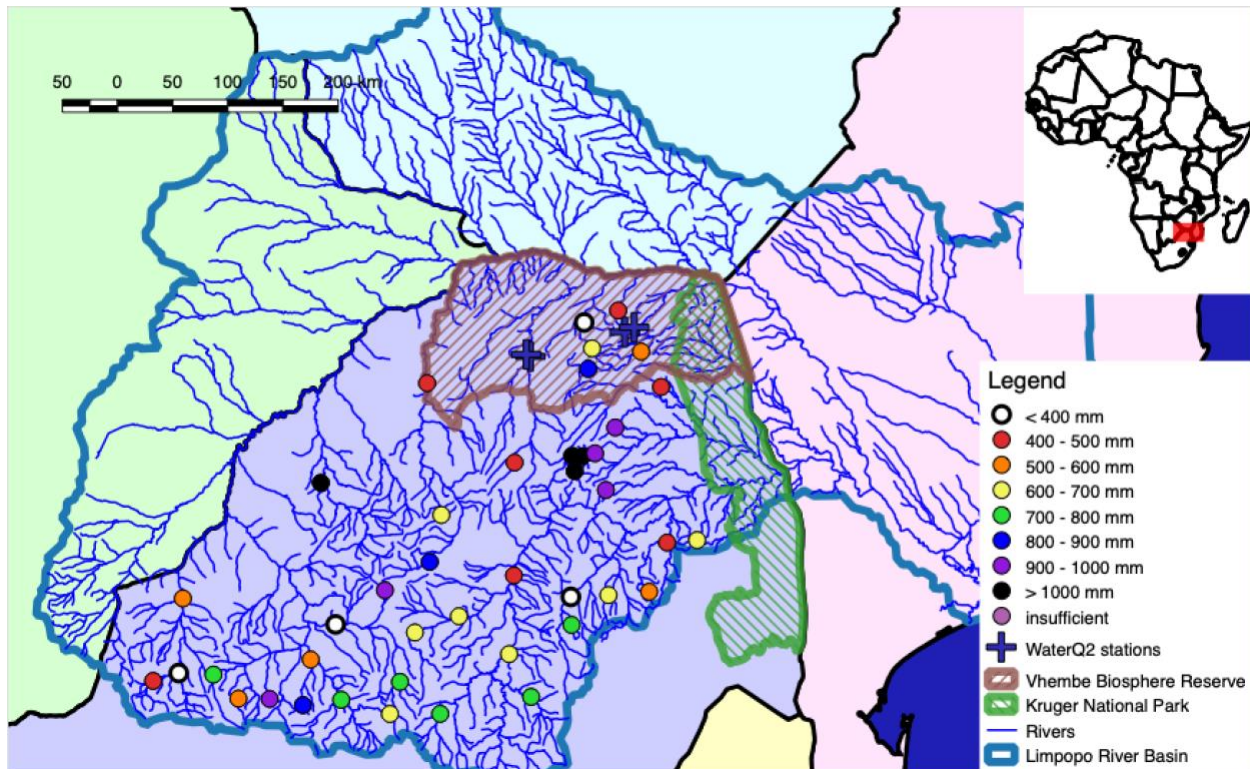 50 0 50 100 150 200 km
Legend
< 400 mm
400 - 500 mm
500 - 600 mm
600 - 700 mm
700 - 800 mm
800 - 900 mm
900 - 1000 mm
> 1000 mm
insufficient
WaterQ2 stations
Vhembe Biosphere Reserve
Kruger National Park
Rivers
Limpopo River Basin